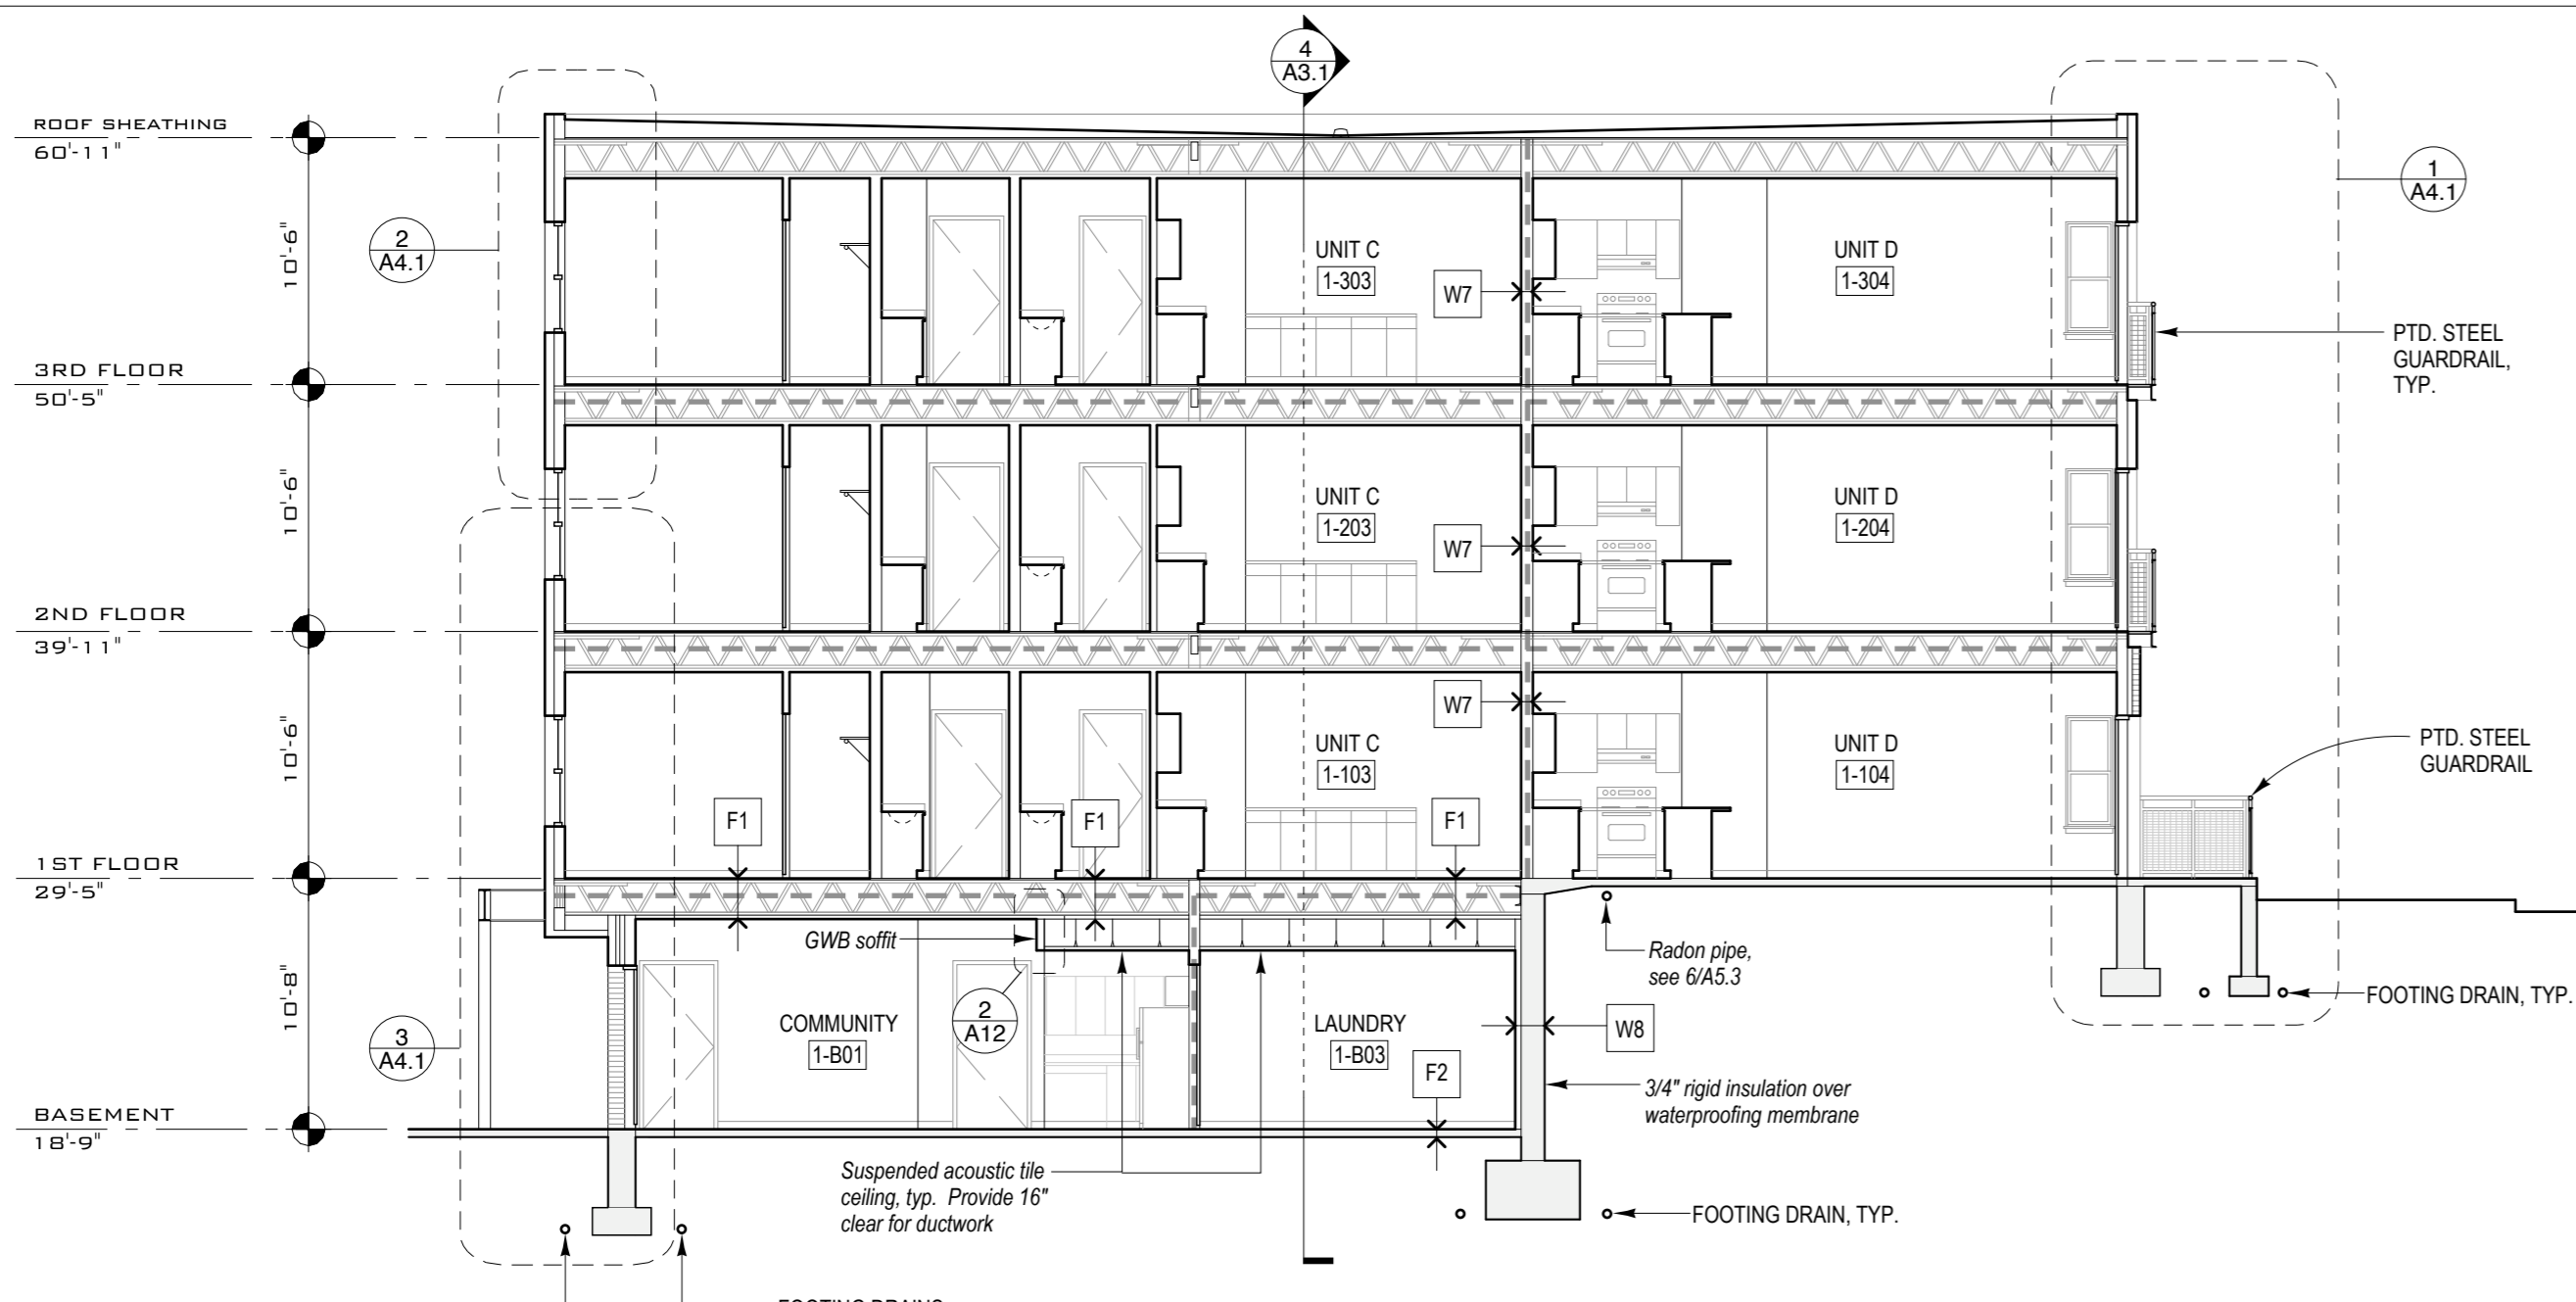 4
A3.1
ROOF SHEATHING
60'-11"
1
A4.1
10'-6"
2
A4.1
UNIT C
1-303
W7
UNIT D
1-304
PTD. STEEL
GUARDRAIL,
TYP.
3RD FLOOR
50'-5"
10'-6"
UNIT C
1-203
W7
UNIT D
1-204
2ND FLOOR
39'-11"
10'-6"
W7
UNIT C
1-103
UNIT D
1-104
PTD. STEEL
GUARDRAIL
F1
F1
F1
1ST FLOOR
29'-5"
GWB soffit
Radon pipe,
see 6/A5.3
10'-8"
3
A4.1
COMMUNITY
1-B01
2
A12
LAUNDRY
1-B03
W8
F2
FOOTING DRAIN, TYP.
3/4" rigid insulation over
waterproofing membrane
BASEMENT
18'-9"
Suspended acoustic tile
ceiling, typ. Provide 16"
clear for ductwork
FOOTING DRAIN, TYP.
FOOTING DRAINS